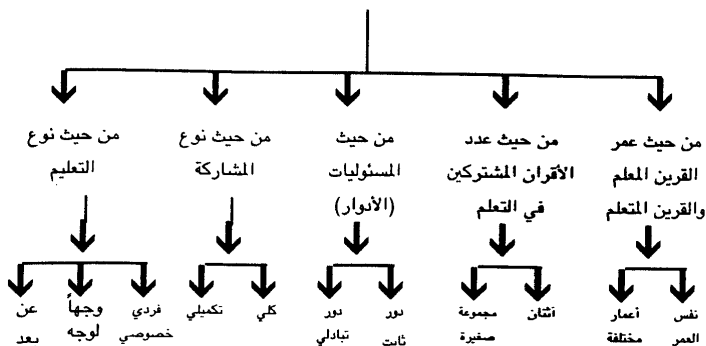 من حيث عمر
القرين المعلم
والقرين المتعلم
من حيث عدد
الأقران المشتركين
في التعلم
من حيث
المسئوليات
(الأدوار)
من حيث نوع
المشاركة
من حيث نوع
التعليم
نفس
العمر
أعمار
مختلفة
اثنان
مجموعة
صغيرة
دور
ثابت
دور
تبادلي
كلي
تكميلي
فردي
خصوصي
وجهاً
لوجه
عن
بعد